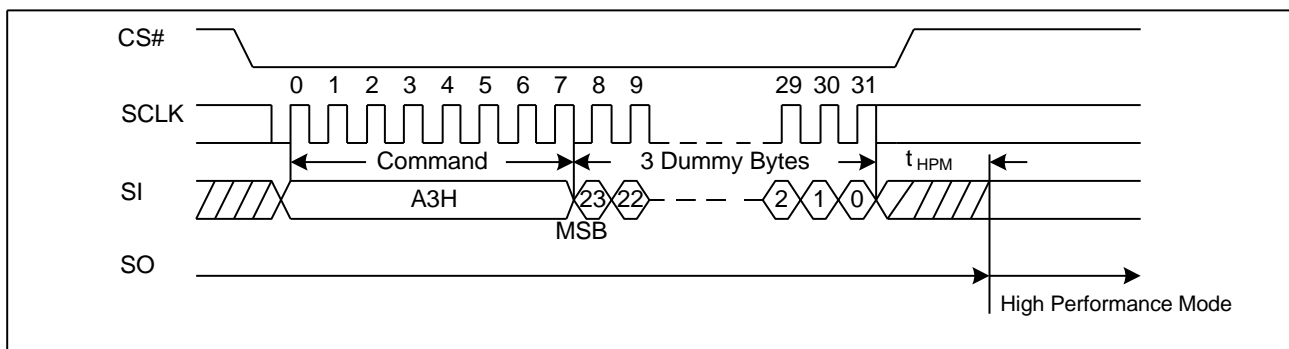 CS#
0 1 2 3 4 5 6 7 8 9 29 30 31
SCLK
Command 3 Dummy Bytes tHPM
SI A3H 23 22 2 1 0
MSB
SO
High Performance Mode